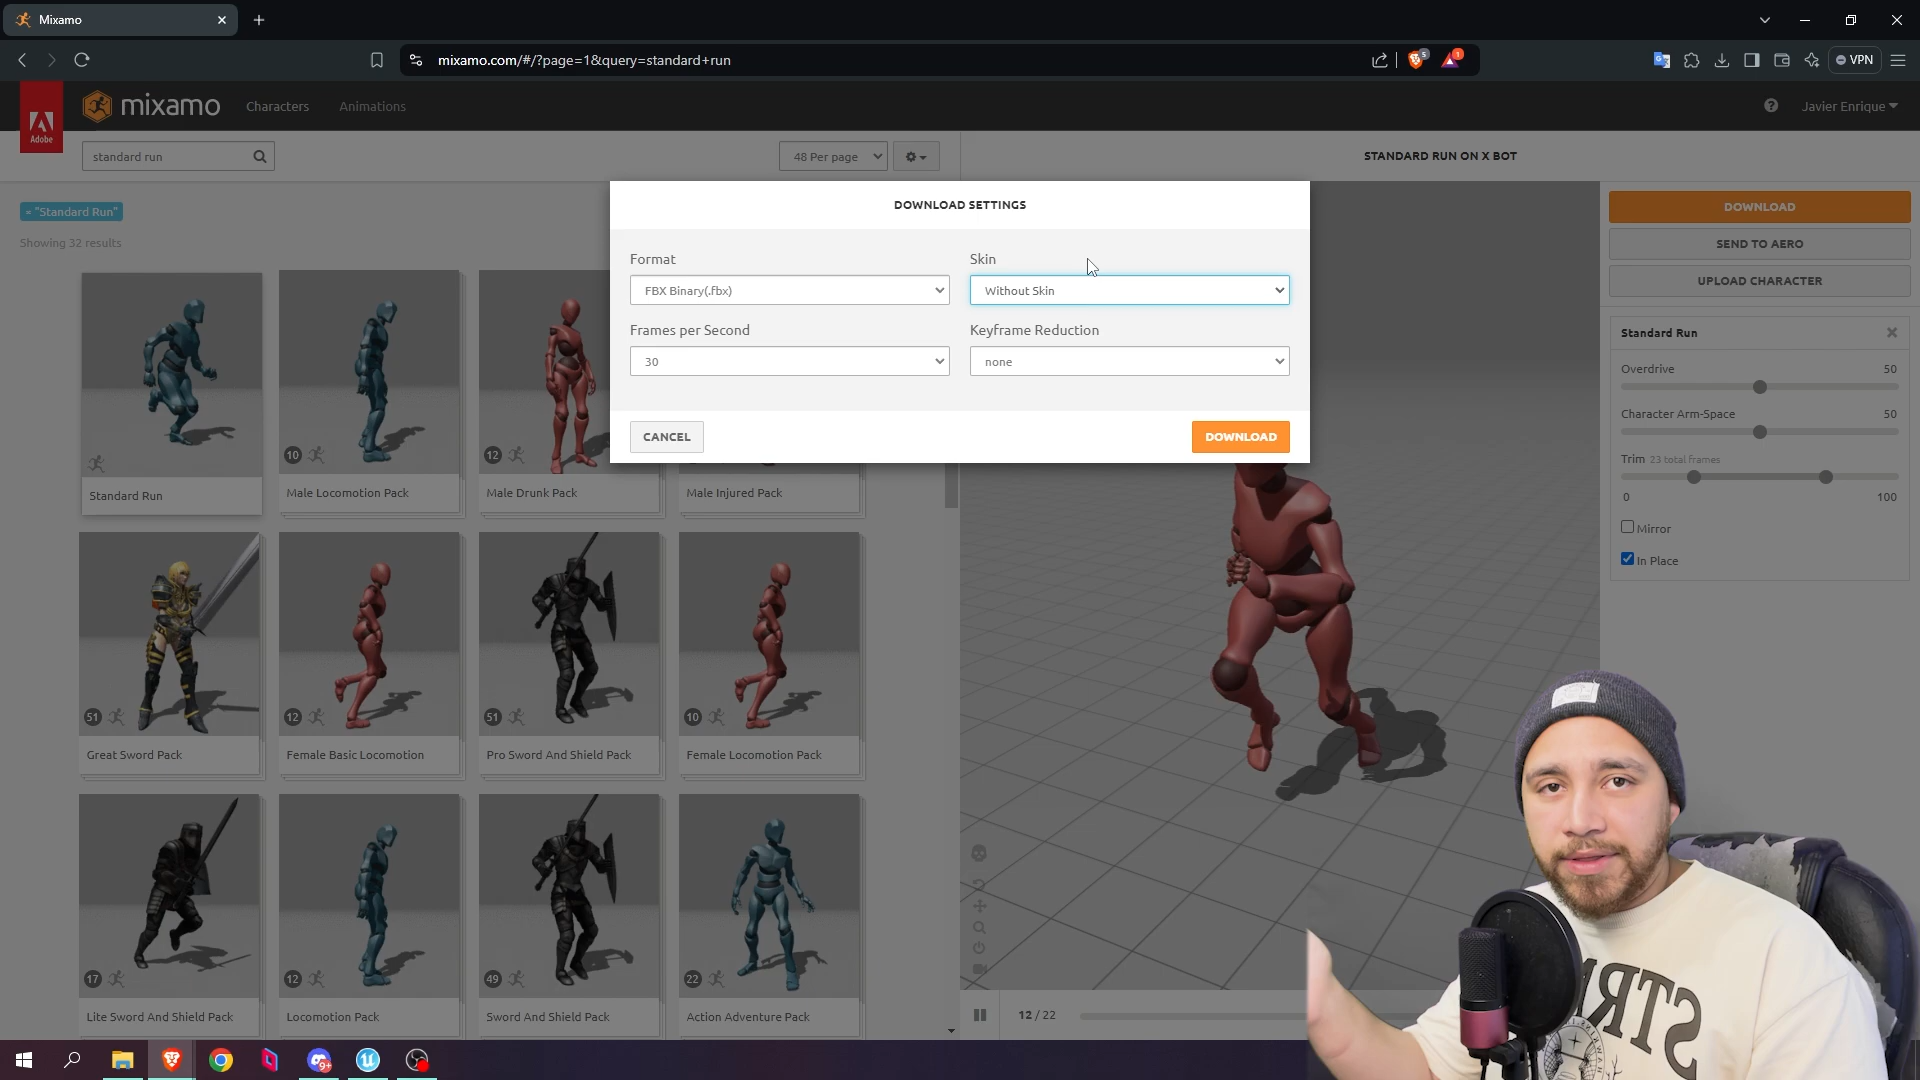 Mixamo
mixamo.com/#/?page=1&query=standard+run
5
1
VPN
Adobe
mixamo
Characters
Animations
Javier Enrique
standard run
48 Per page
STANDARD RUN ON X BOT
× "Standard Run"
Showing 32 results
DOWNLOAD SETTINGS
Format
Skin
FBX Binary(.fbx)
Without Skin
Frames per Second
Keyframe Reduction
30
none
CANCEL
DOWNLOAD
DOWNLOAD
SEND TO AERO
UPLOAD CHARACTER
Standard Run
Overdrive
50
Character Arm-Space
50
Trim 23 total frames
0
100
Mirror
In Place
10
12
Standard Run
Male Locomotion Pack
Male Drunk Pack
Male Injured Pack
51
12
51
10
Great Sword Pack
Female Basic Locomotion
Pro Sword And Shield Pack
Female Locomotion Pack
17
12
49
22
Lite Sword And Shield Pack
Locomotion Pack
Sword And Shield Pack
Action Adventure Pack
12 / 22
STR
9+